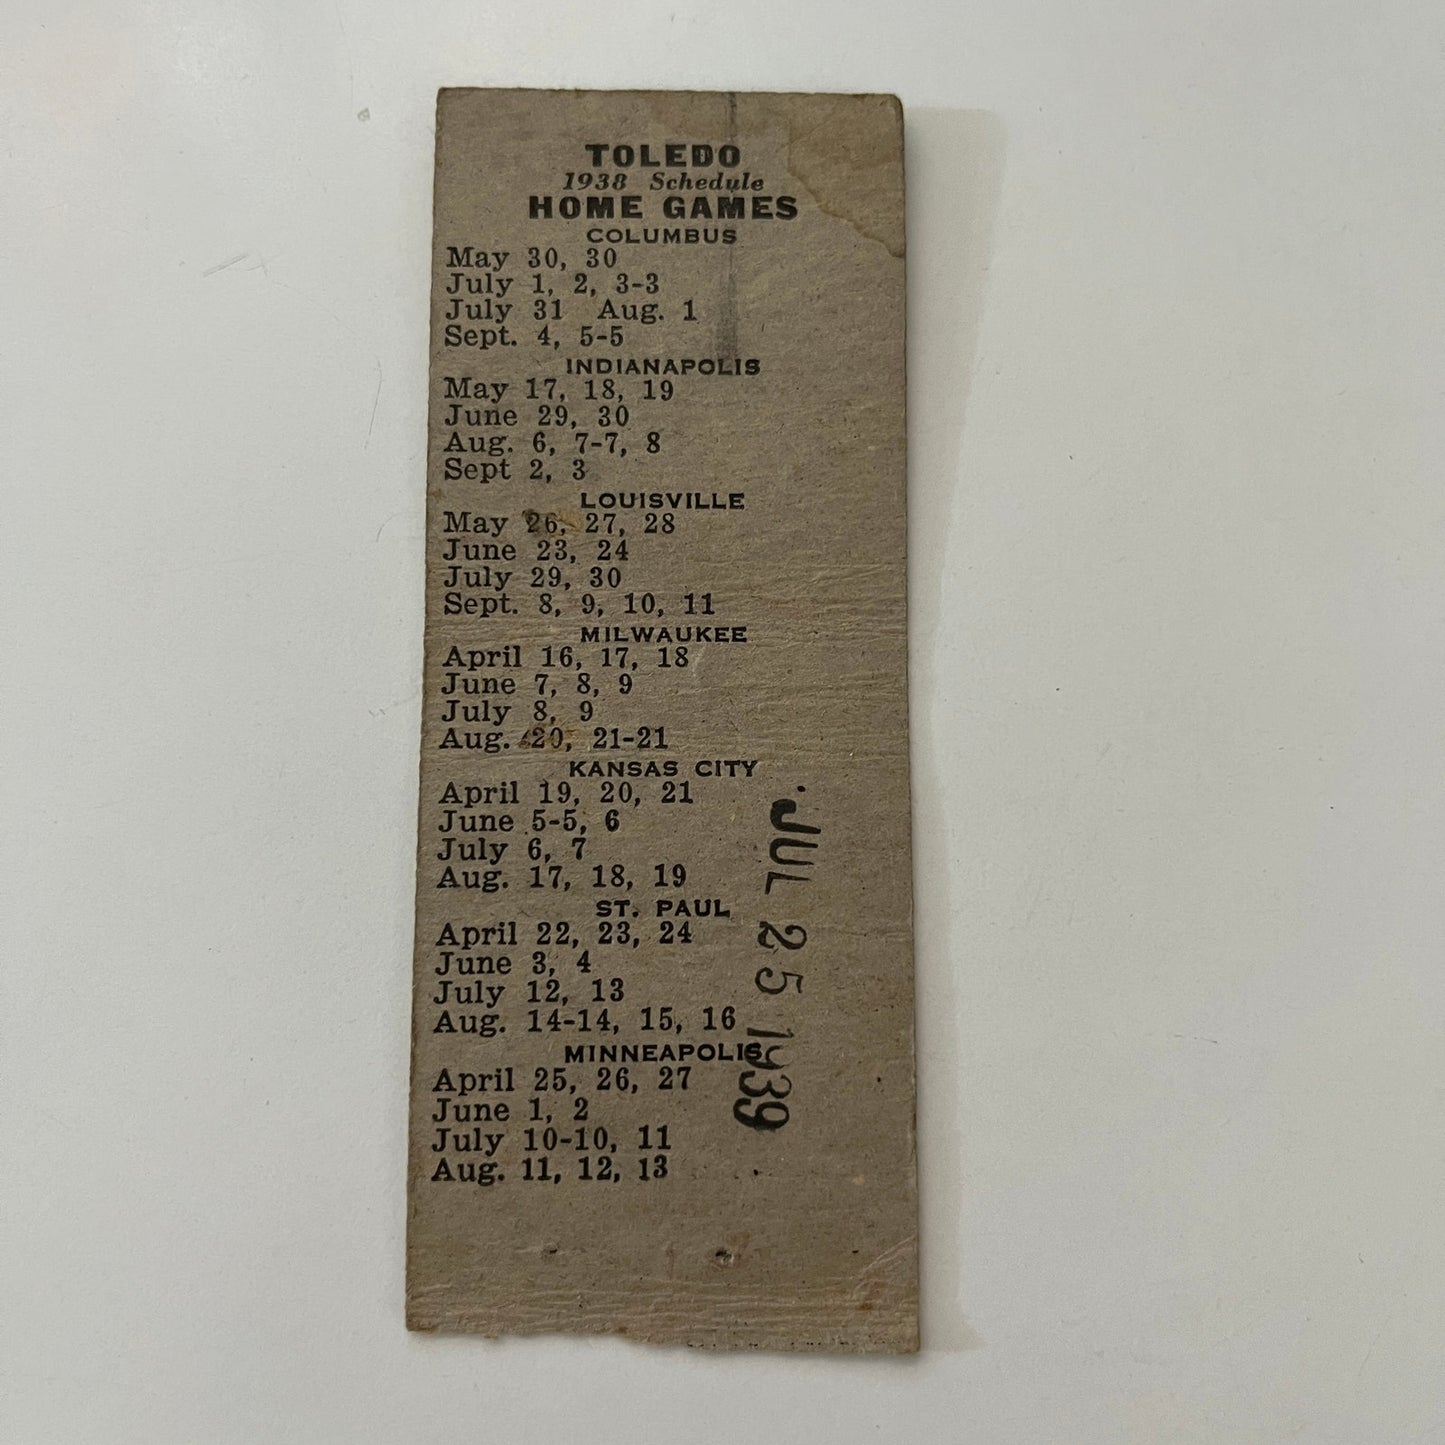 TOLEDO
1938 Schedule
HOME GAMES
COLUMBUS
May 30, 30
July 1, 2, 3-3
July 31 Aug. 1
Sept. 4, 5-5
INDIANAPOLIS
May 17, 18, 19
June 29, 30
Aug. 6, 7-7, 8
Sept 2, 3
LOUISVILLE
May 26, 27, 28
June 23, 24
July 29, 30
Sept. 8, 9, 10, 11
MILWAUKEE
April 16, 17, 18
June 7, 8, 9
July 8, 9
Aug. 20, 21-21
KANSAS CITY
April 19, 20, 21
June 5-5, 6
July 6, 7
Aug. 17, 18, 19
ST. PAUL
April 22, 23, 24
June 3, 4
July 12, 13
Aug. 14-14, 15, 16
MINNEAPOLIS
April 25, 26, 27
June 1, 2
July 10-10, 11
Aug. 11, 12, 13
JUL 25 1939